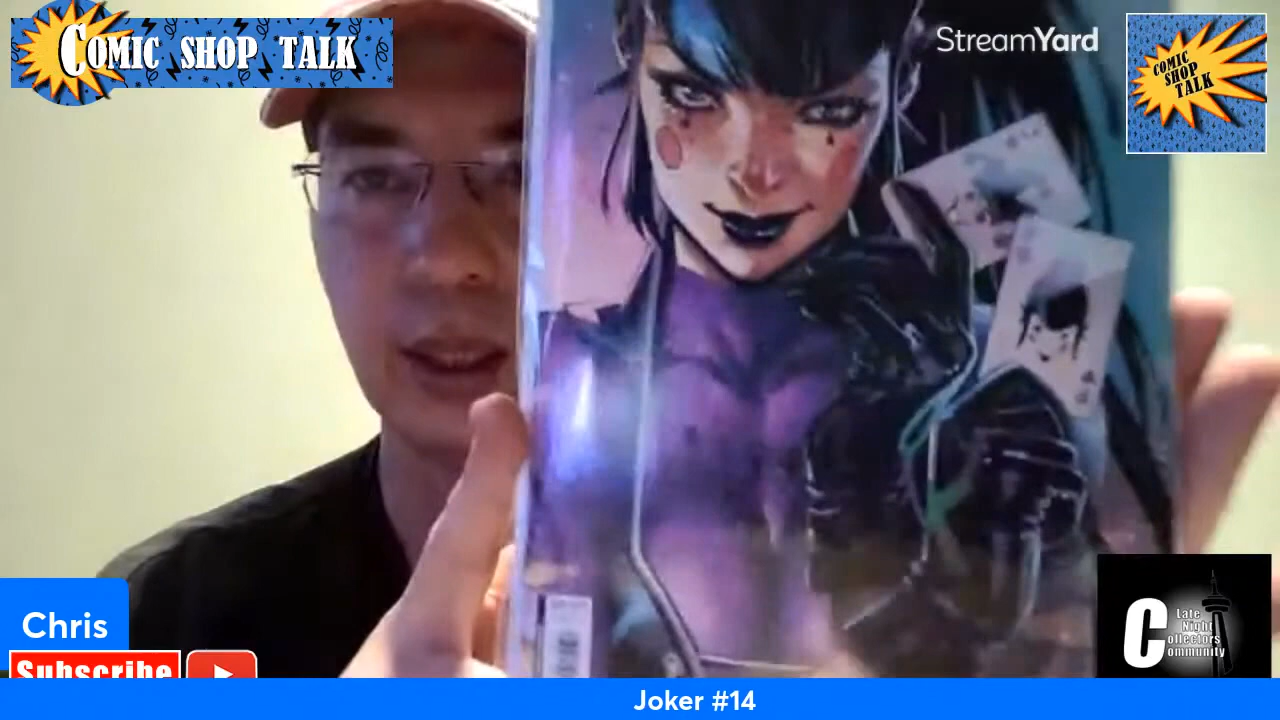 COMIC SHOP TALK
StreamYard
COMIC
SHOP
TALK
Late
Night
Collectors
Community
Chris
Subscribe
Joker #14